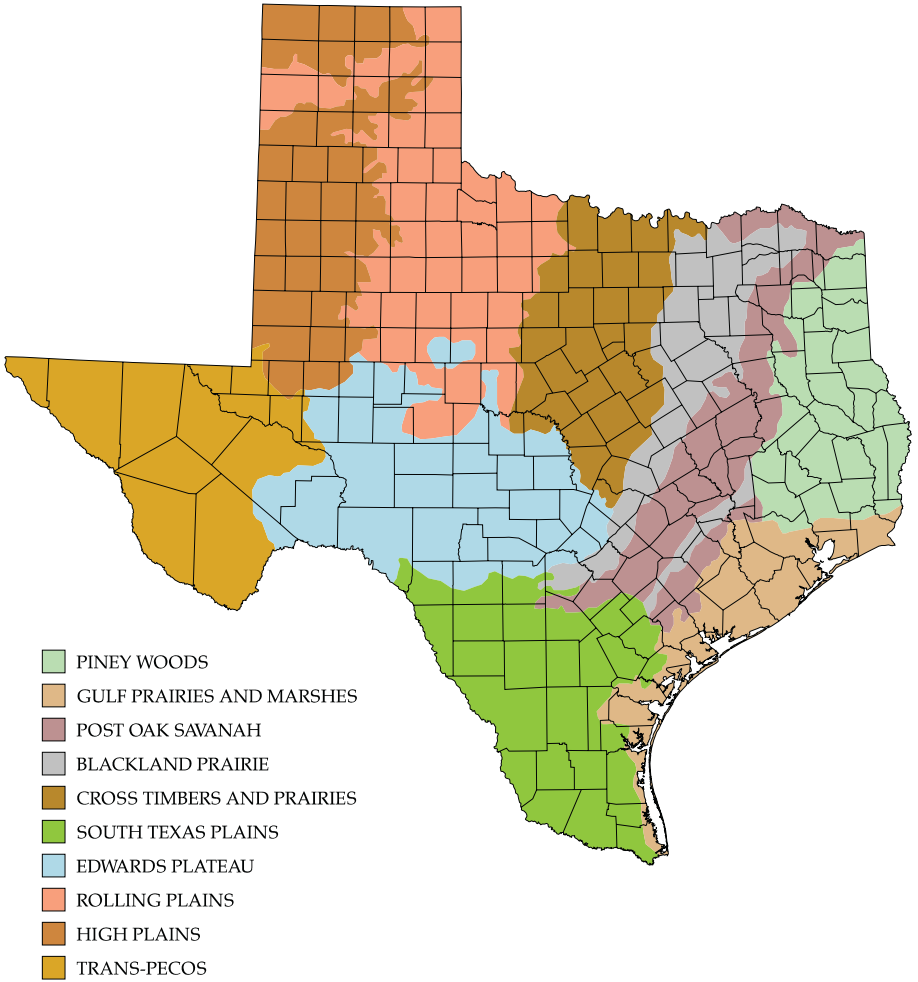 PINEY WOODS
GULF PRAIRIES AND MARSHES
POST OAK SAVANAH
BLACKLAND PRAIRIE
CROSS TIMBERS AND PRAIRIES
SOUTH TEXAS PLAINS
EDWARDS PLATEAU
ROLLING PLAINS
HIGH PLAINS
TRANS-PECOS